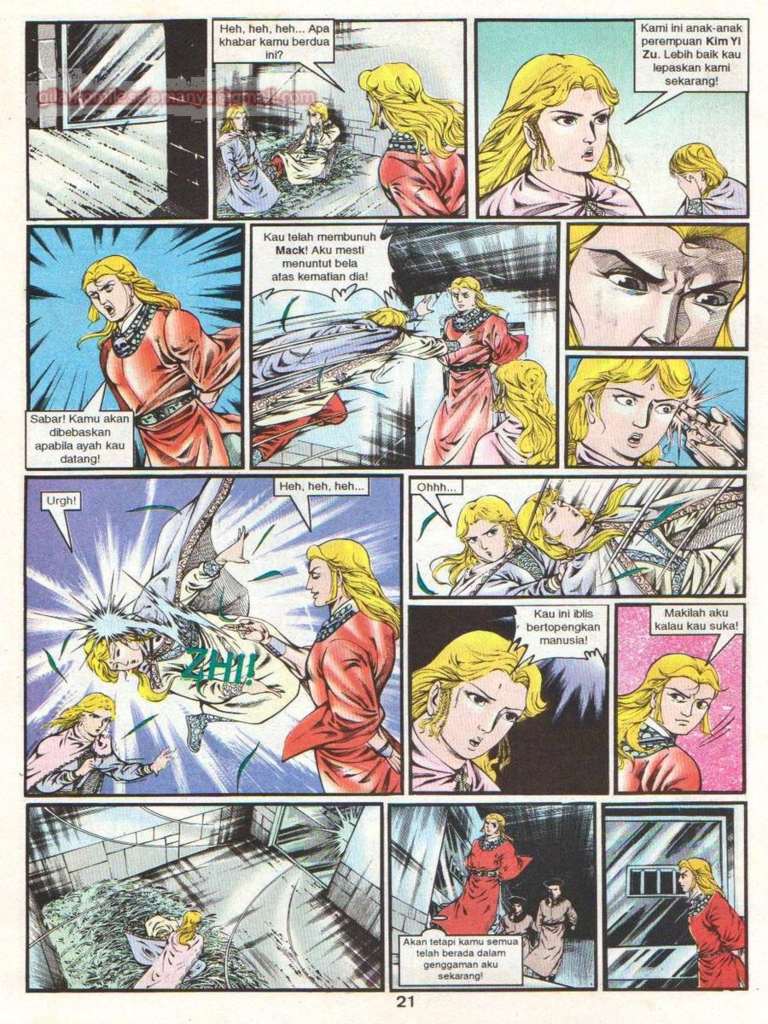 Heh, heh, heh... Apa
khabar kamu berdua
ini?
Kami ini anak-anak
perempuan Kim Yi
Zu. Lebih baik kau
lepaskan kami
sekarang!
Sabar! Kamu akan
dibebaskan
apabila ayah kau
datang!
Kau telah membunuh
Mack! Aku mesti
menuntut bela
atas kematian dia!
Urgh!
Heh, heh, heh...
ZHI!
Ohhh...
Kau ini iblis
bertopengkan
manusia!
Makilah aku
kalau kau suka!
Akan tetapi kamu semua
telah berada dalam
genggaman aku
sekarang!
21